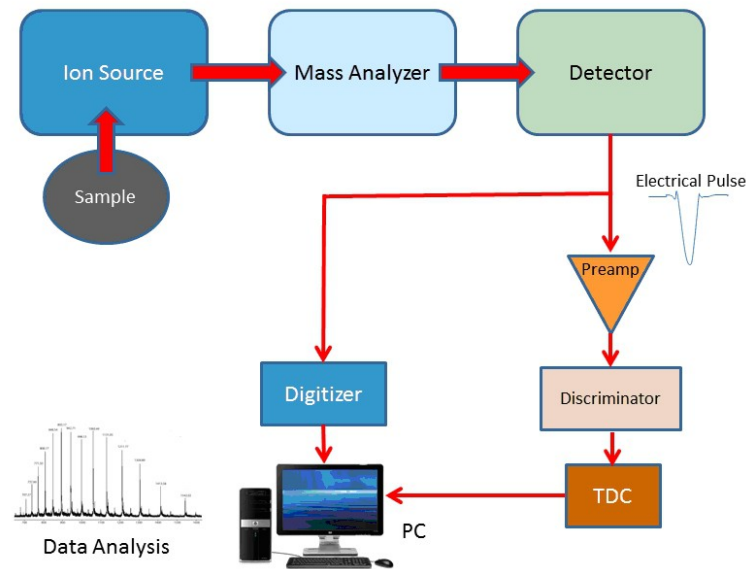 Ion Source
Mass Analyzer
Detector
Sample
Electrical Pulse
Preamp
Digitizer
Discriminator
TDC
PC
Data Analysis